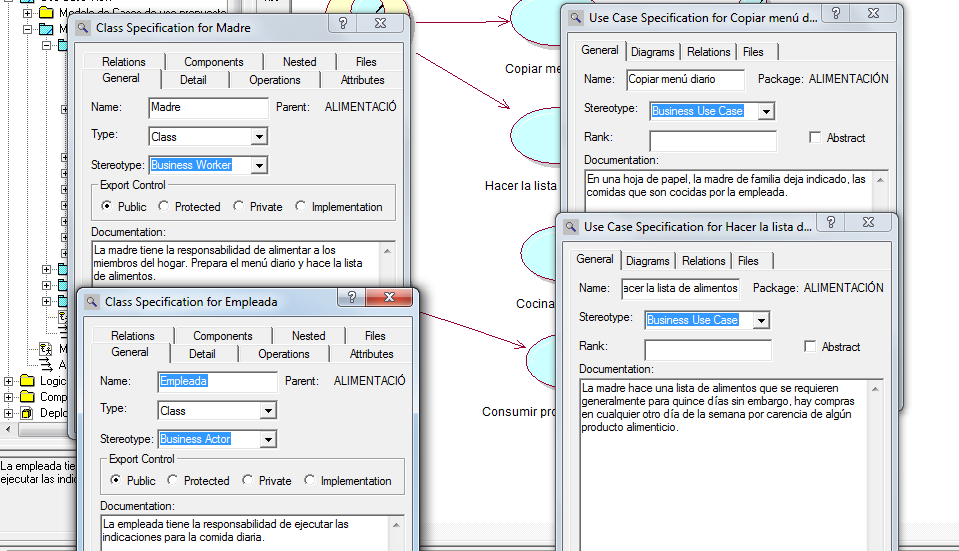 Modelo de Casos de uso propuesto
M
Logic
Comp
Deplo
La empleada tie
ejecutar las indic
Class Specification for Madre
Relations Components Nested Files
General Detail Operations Attributes
Name: Madre Parent: ALIMENTACIÓ
Type: Class
Stereotype: Business Worker
Export Control
Public Protected Private Implementation
Documentation:
La madre tiene la responsabilidad de alimentar a los
miembros del hogar. Prepara el menú diario y hace la lista
de alimentos.
Class Specification for Empleada
Relations Components Nested Files
General Detail Operations Attributes
Name: Empleada Parent: ALIMENTACIÓ
Type: Class
Stereotype: Business Actor
Export Control
Public Protected Private Implementation
Documentation:
La empleada tiene la responsabilidad de ejecutar las
indicaciones para la comida diaria.
Copiar me
Hacer la lista
Cocina
Consumir pro
Use Case Specification for Copiar menú d...
General Diagrams Relations Files
Name: Copiar menú diario Package: ALIMENTACIÓN
Stereotype: Business Use Case
Rank: Abstract
Documentation:
En una hoja de papel, la madre de familia deja indicado, las
comidas que son cocidas por la empleada.
Use Case Specification for Hacer la lista d...
General Diagrams Relations Files
Name: acer la lista de alimentos Package: ALIMENTACIÓN
Stereotype: Business Use Case
Rank: Abstract
Documentation:
La madre hace una lista de alimentos que se requieren
generalmente para quince días sin embargo, hay compras
en cualquier otro día de la semana por carencia de algún
producto alimenticio.